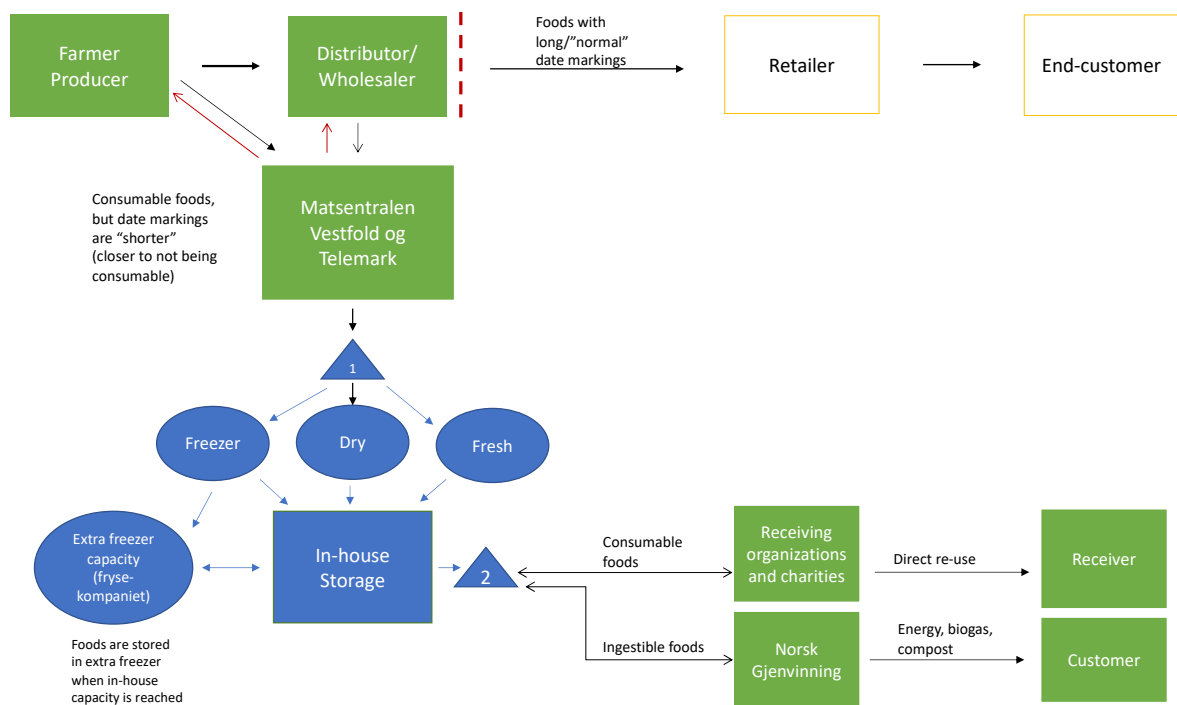 Farmer
Producer
Distributor/
Wholesaler
Foods with
long/”normal”
date markings
Retailer
End-customer
Consumable foods,
but date markings
are “shorter”
(closer to not being
consumable)
Matsentralen
Vestfold og
Telemark
1
Freezer
Dry
Fresh
Extra freezer
capacity
(fryse-
kompaniet)
In-house
Storage
2
Consumable
foods
Receiving
organizations
and charities
Direct re-use
Receiver
Foods are stored
in extra freezer
when in-house
capacity is reached
Ingestible foods
Norsk
Gjenvinning
Energy, biogas,
compost
Customer